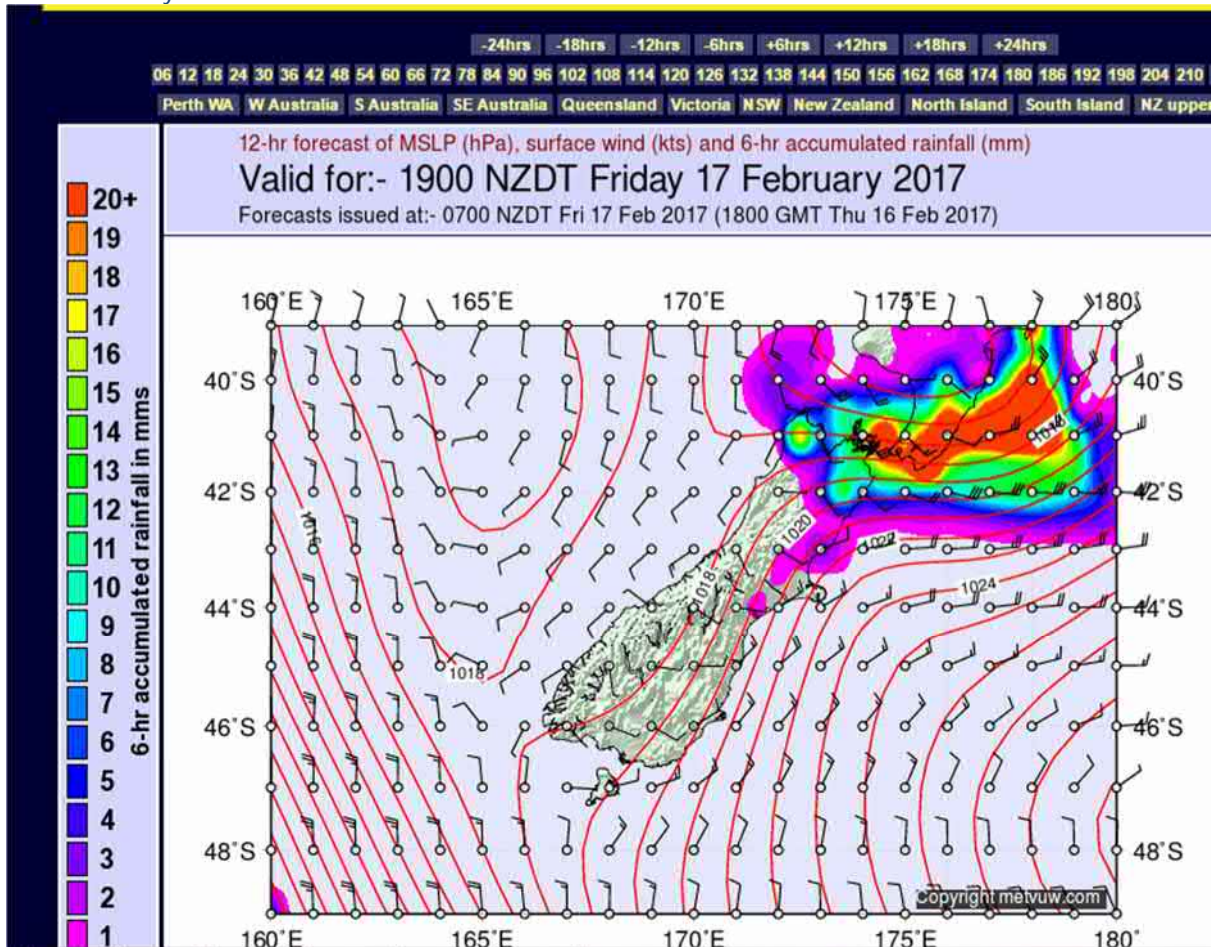 -24hrs -18hrs -12hrs -6hrs +6hrs +12hrs +18hrs +24hrs
06 12 18 24 30 36 42 48 54 60 66 72 78 84 90 96 102 108 114 120 126 132 138 144 150 156 162 168 174 180 186 192 198 204 210
Perth WA W Australia S Australia SE Australia Queensland Victoria NSW New Zealand North Island South Island NZ upper
12-hr forecast of MSLP (hPa), surface wind (kts) and 6-hr accumulated rainfall (mm)
Valid for:- 1900 NZDT Friday 17 February 2017
Forecasts issued at:- 0700 NZDT Fri 17 Feb 2017 (1800 GMT Thu 16 Feb 2017)
6-hr accumulated rainfall in mms
20+
19
18
17
16
15
14
13
12
11
10
9
8
7
6
5
4
3
2
1
160°E 165°E 170°E 175°E 180°
40°S 40°S
42°S 42°S
1020
1022
1018
1024
44°S 44°S
1018
46°S 46°S
48°S 48°S
Copyright metvuw.com
160°E 165°E 170°E 175°E 180°